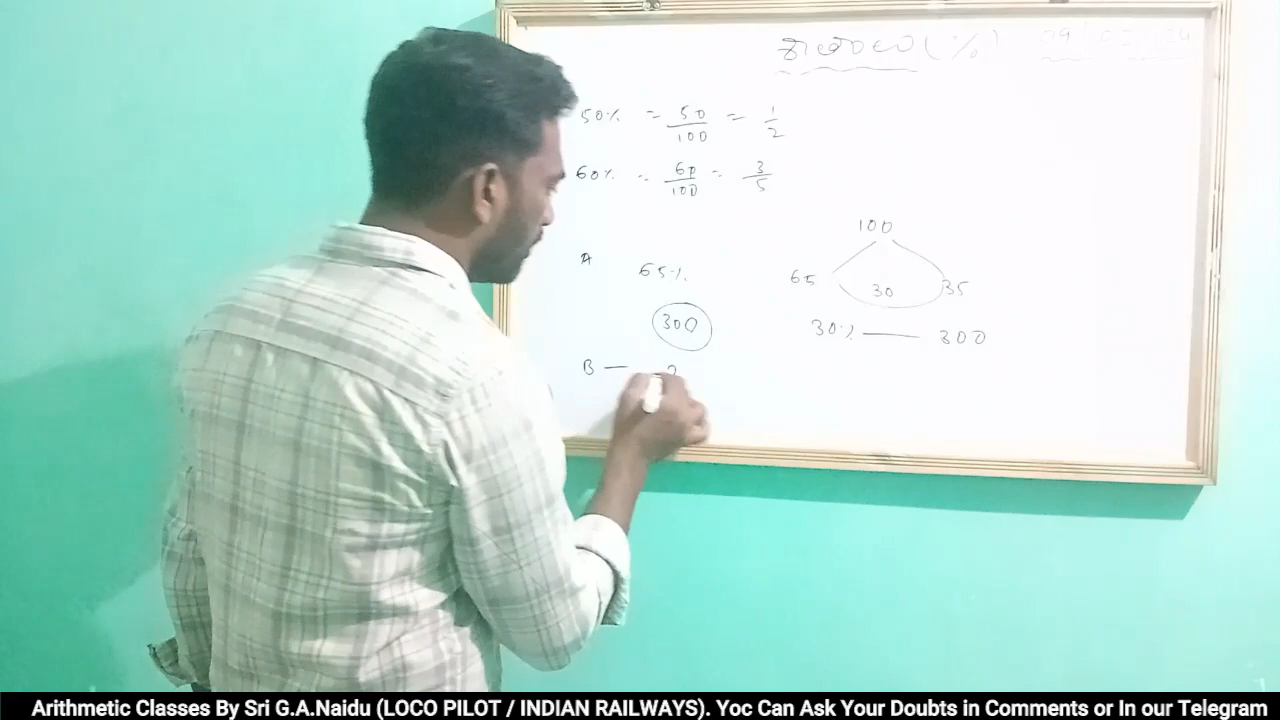 (%) 09
50% = 50/100 = 1/2
60% = 60/100 = 3/5
100
A 65%
65 30 35
300
30% — 300
B —
Arithmetic Classes By Sri G.A.Naidu (LOCO PILOT / INDIAN RAILWAYS). Yoc Can Ask Your Doubts in Comments or In our Telegram